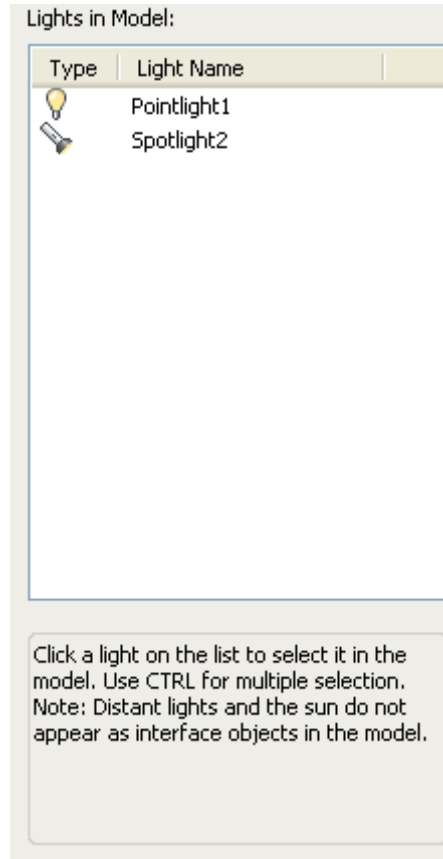 Lights in Model:
Type Light Name
Pointlight1
Spotlight2
Click a light on the list to select it in the
model. Use CTRL for multiple selection.
Note: Distant lights and the sun do not
appear as interface objects in the model.